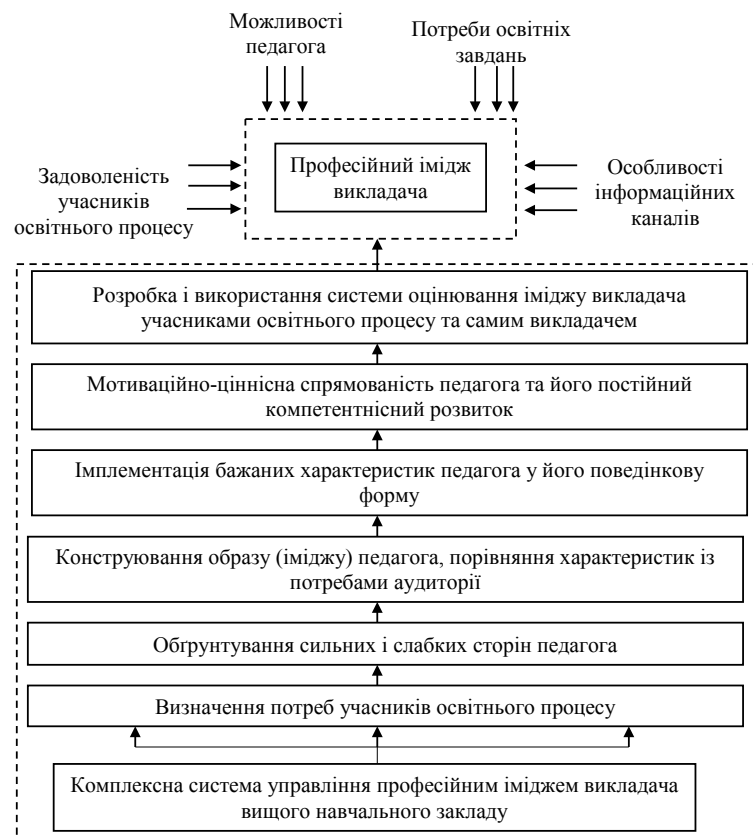 Можливості
педагога
Потреби освітніх
завдань
Задоволеність
учасників
освітнього процесу
Професійний імідж
викладача
Особливості
інформаційних
каналів
Розробка і використання системи оцінювання іміджу викладача
учасниками освітнього процесу та самим викладачем
Мотиваційно-ціннісна спрямованість педагога та його постійний
компетентнісний розвиток
Імплементація бажаних характеристик педагога у його поведінкову
форму
Конструювання образу (іміджу) педагога, порівняння характеристик із
потребами аудиторії
Обґрунтування сильних і слабких сторін педагога
Визначення потреб учасників освітнього процесу
Комплексна система управління професійним іміджем викладача
вищого навчального закладу